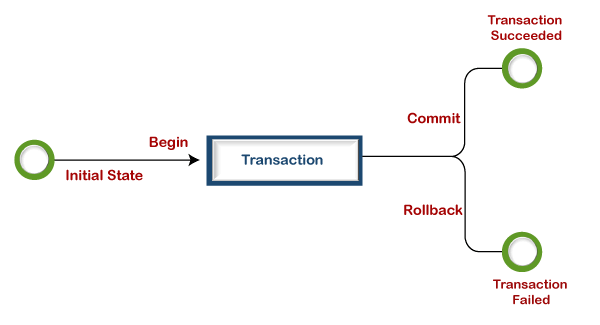 Transaction
Succeeded
Commit
Begin
Transaction
Initial State
Rollback
Transaction
Failed